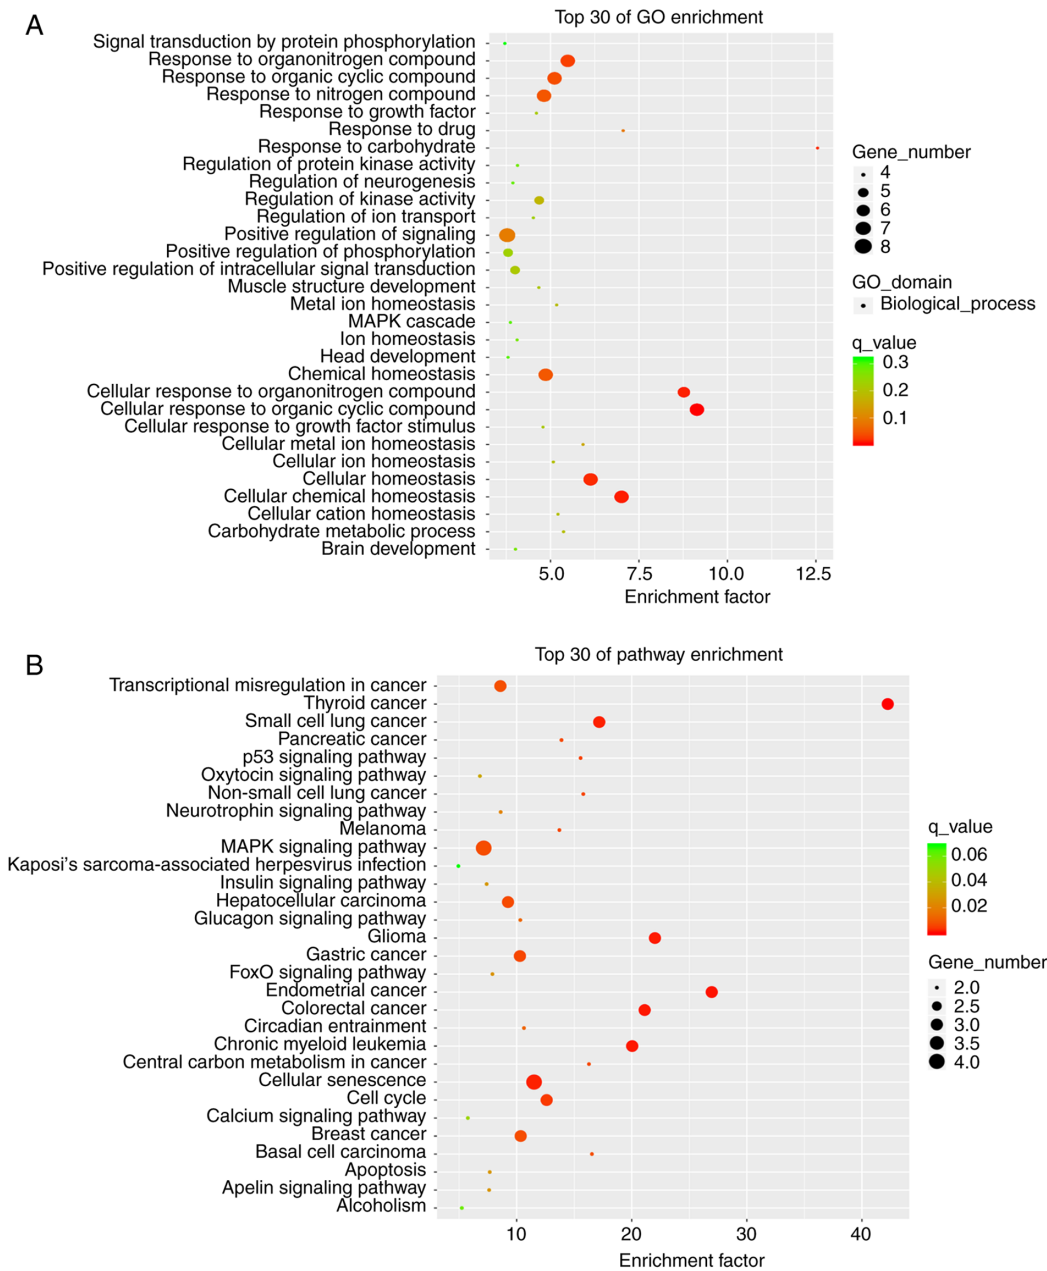 A
Top 30 of GO enrichment
Signal transduction by protein phosphorylation
Response to organonitrogen compound
Response to organic cyclic compound
Response to nitrogen compound
Response to growth factor
Response to drug
Response to carbohydrate
Regulation of protein kinase activity
Regulation of neurogenesis
Regulation of kinase activity
Regulation of ion transport
Positive regulation of signaling
Positive regulation of phosphorylation
Positive regulation of intracellular signal transduction
Muscle structure development
Metal ion homeostasis
MAPK cascade
Ion homeostasis
Head development
Chemical homeostasis
Cellular response to organonitrogen compound
Cellular response to organic cyclic compound
Cellular response to growth factor stimulus
Cellular metal ion homeostasis
Cellular ion homeostasis
Cellular homeostasis
Cellular chemical homeostasis
Cellular cation homeostasis
Carbohydrate metabolic process
Brain development
5.0 7.5 10.0 12.5
Enrichment factor
Gene_number
4
5
6
7
8
GO_domain
Biological_process
q_value
0.3
0.2
0.1
B
Top 30 of pathway enrichment
Transcriptional misregulation in cancer
Thyroid cancer
Small cell lung cancer
Pancreatic cancer
p53 signaling pathway
Oxytocin signaling pathway
Non-small cell lung cancer
Neurotrophin signaling pathway
Melanoma
MAPK signaling pathway
Kaposi's sarcoma-associated herpesvirus infection
Insulin signaling pathway
Hepatocellular carcinoma
Glucagon signaling pathway
Glioma
Gastric cancer
FoxO signaling pathway
Endometrial cancer
Colorectal cancer
Circadian entrainment
Chronic myeloid leukemia
Central carbon metabolism in cancer
Cellular senescence
Cell cycle
Calcium signaling pathway
Breast cancer
Basal cell carcinoma
Apoptosis
Apelin signaling pathway
Alcoholism
10 20 30 40
Enrichment factor
q_value
0.06
0.04
0.02
Gene_number
2.0
2.5
3.0
3.5
4.0